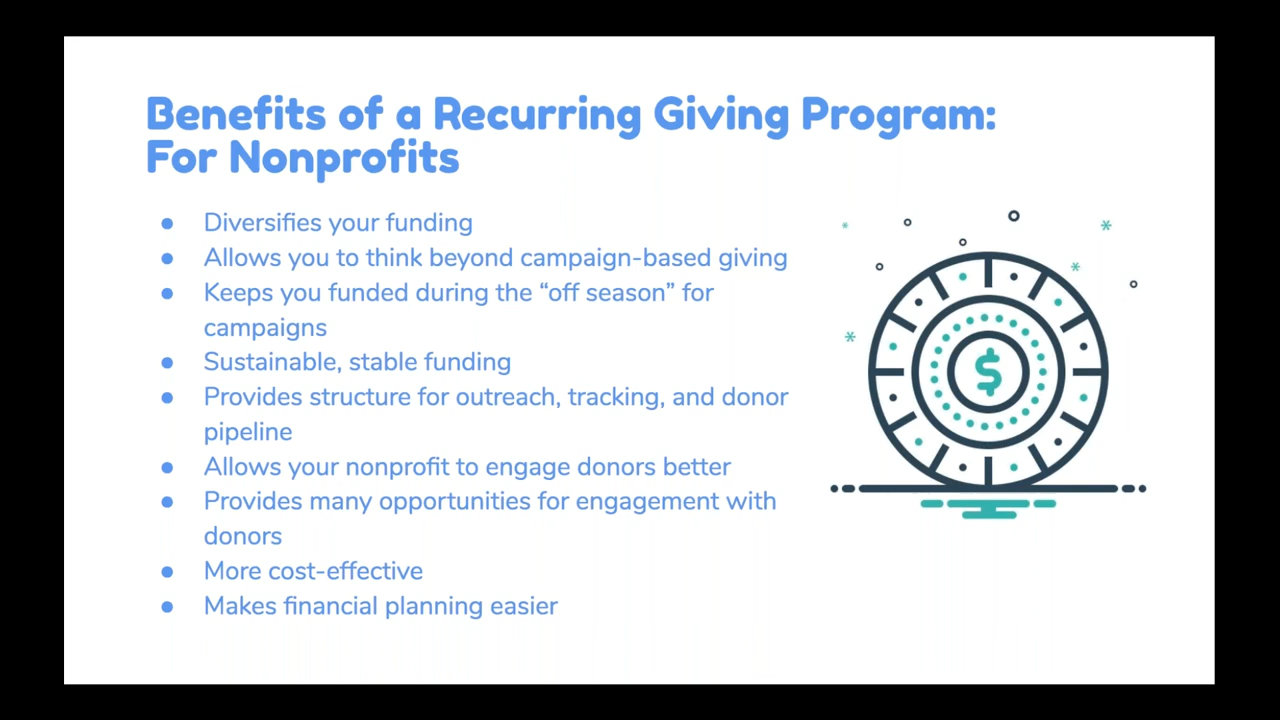 Benefits of a Recurring Giving Program:
For Nonprofits
● Diversifies your funding
● Allows you to think beyond campaign-based giving
● Keeps you funded during the “off season” for
campaigns
● Sustainable, stable funding
● Provides structure for outreach, tracking, and donor
pipeline
● Allows your nonprofit to engage donors better
● Provides many opportunities for engagement with
donors
● More cost-effective
● Makes financial planning easier
$